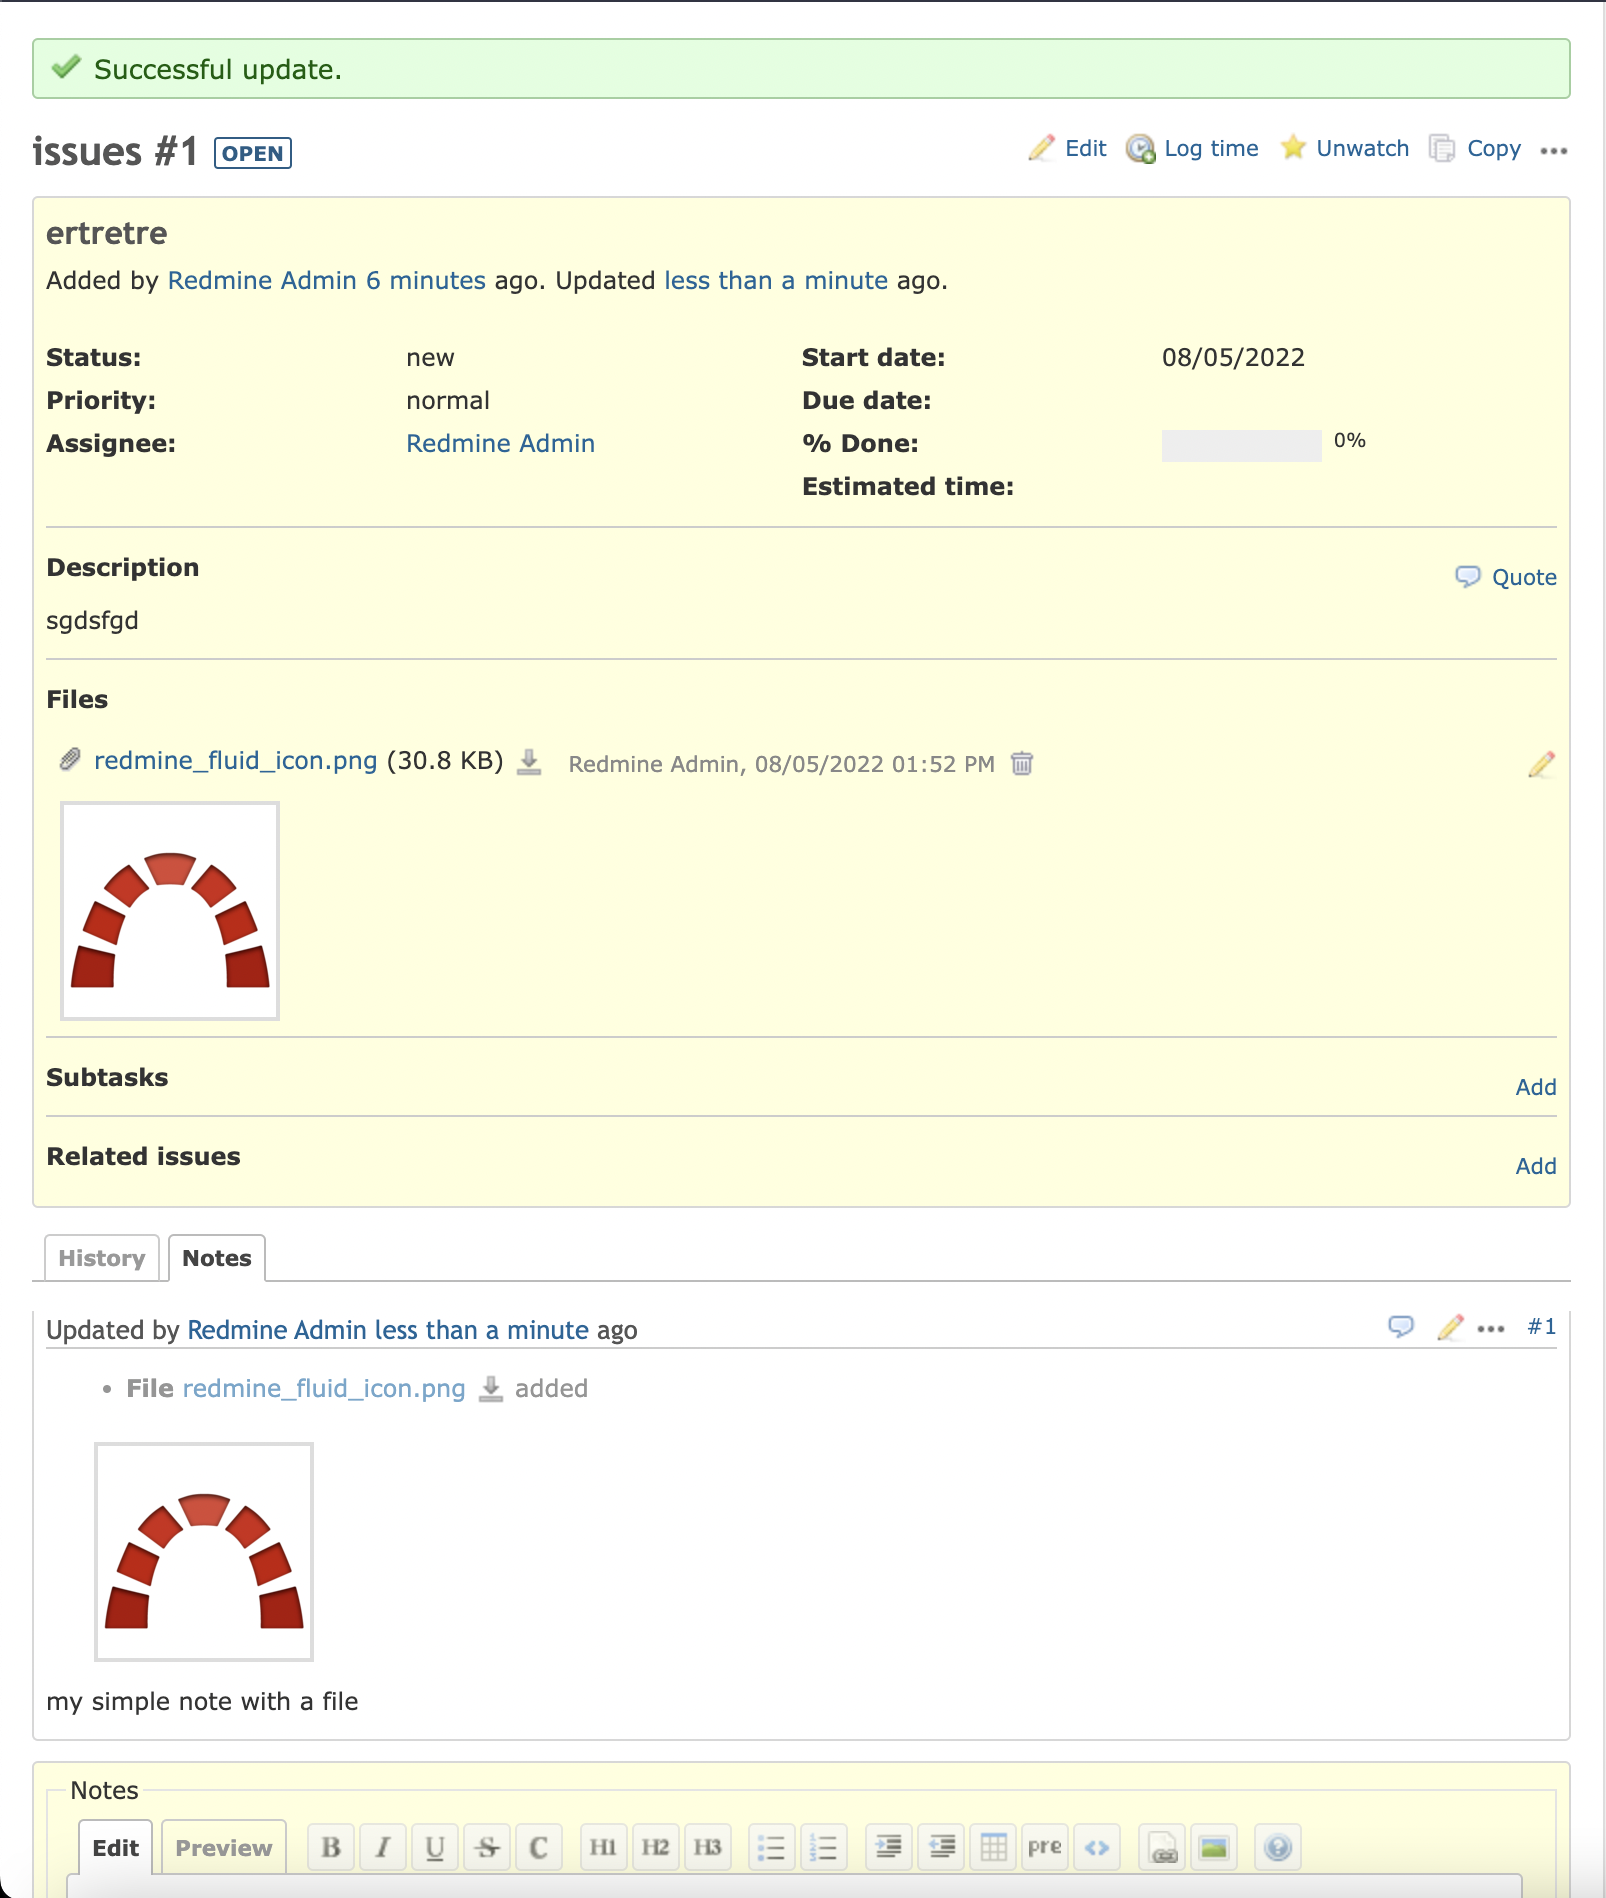 Successful update.
issues #1 OPEN Edit Log time Unwatch Copy
ertretre
Added by Redmine Admin 6 minutes ago. Updated less than a minute ago.
Status: new Start date: 08/05/2022
Priority: normal Due date:
Assignee: Redmine Admin % Done: 0%
Estimated time:
Description
Quote
sgdsfgd
Files
redmine_fluid_icon.png (30.8 KB) Redmine Admin, 08/05/2022 01:52 PM
Subtasks
Add
Related issues
Add
History Notes
Updated by Redmine Admin less than a minute ago #1
• File redmine_fluid_icon.png added
my simple note with a file
Notes
Edit Preview B I U S C H1 H2 H3 pre <>